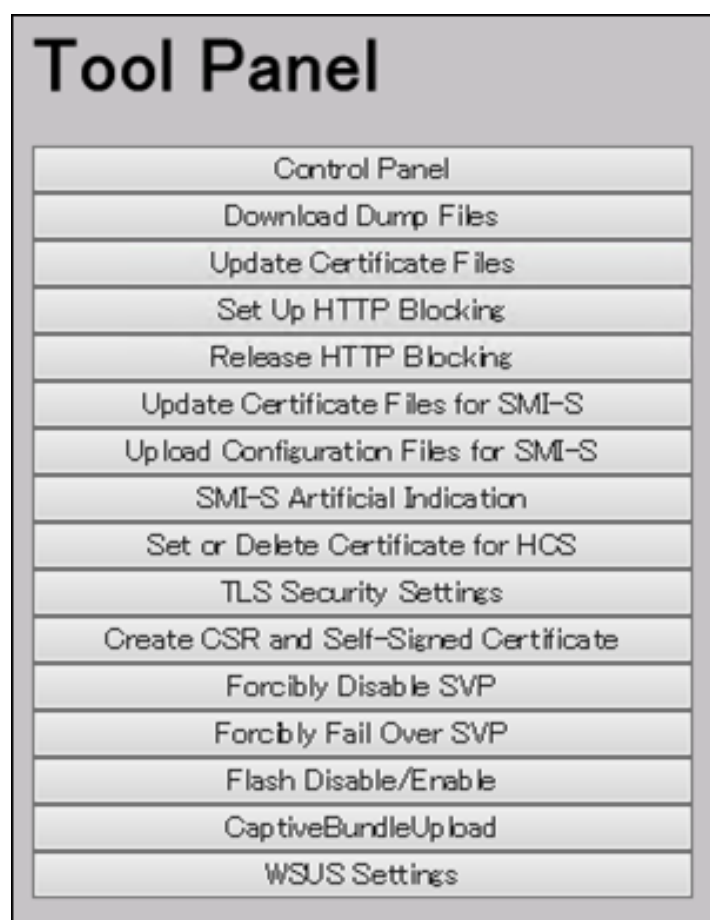 Tool Panel
Control Panel
Download Dump Files
Update Certificate Files
Set Up HTTP Blocking
Release HTTP Blocking
Update Certificate Files for SMI-S
Upload Configuration Files for SMI-S
SMI-S Artificial Indication
Set or Delete Certificate for HCS
TLS Security Settings
Create CSR and Self-Signed Certificate
Forcibly Disable SVP
Forcibly Fail Over SVP
Flash Disable/Enable
CaptiveBundleUpload
WSUS Settings